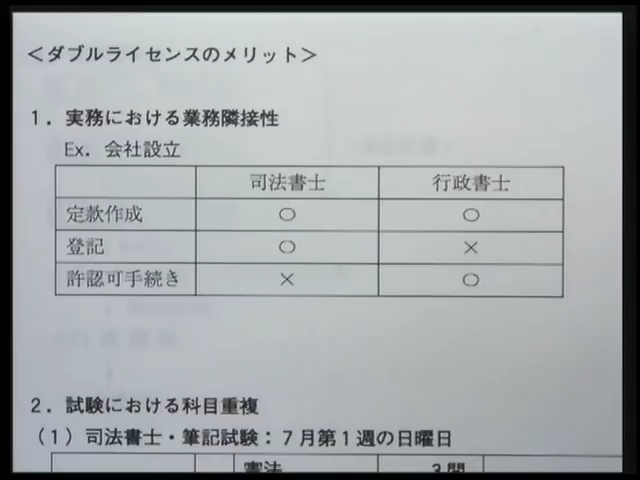 ＜ダブルライセンスのメリット＞
１．実務における業務隣接性
Ex．会社設立
司法書士 行政書士
定款作成 ○ ○
登記 ○ ×
許認可手続き × ○
２．試験における科目重複
（１）司法書士・筆記試験：７月第１週の日曜日
憲法 ３問